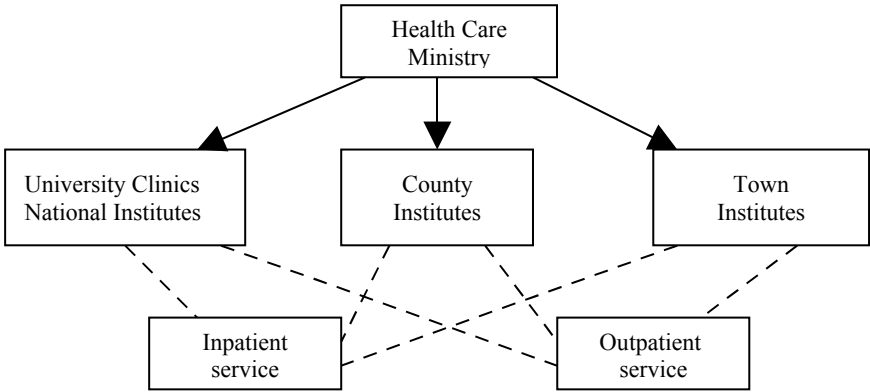 Health Care
Ministry
University Clinics
National Institutes
County
Institutes
Town
Institutes
Inpatient
service
Outpatient
service